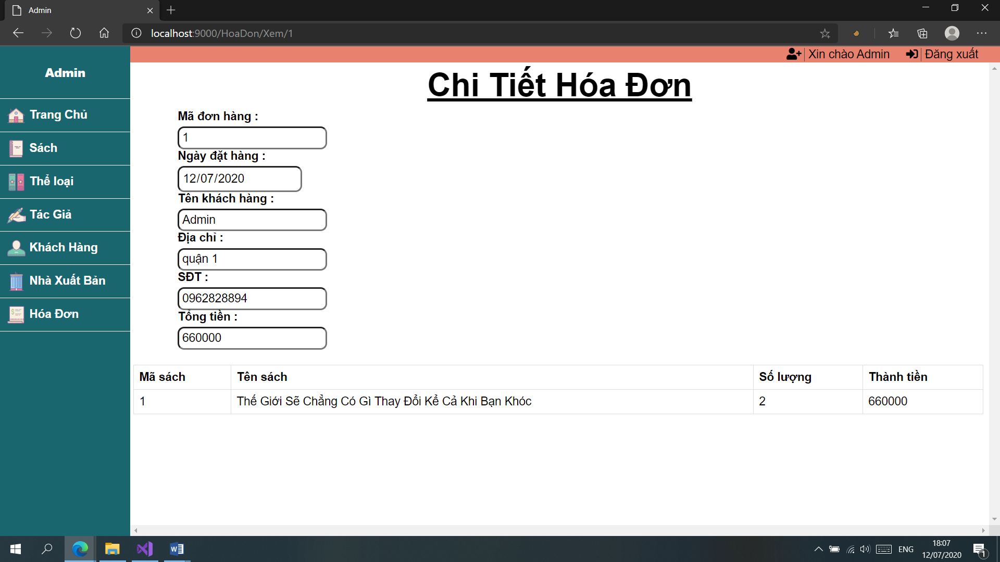 Admin
localhost:9000/HoaDon/Xem/1
Xin chào Admin
Đăng xuất
Admin
Trang Chủ
Sách
Thể loại
Tác Giả
Khách Hàng
Nhà Xuất Bản
Hóa Đơn
Chi Tiết Hóa Đơn
Mã đơn hàng :
1
Ngày đặt hàng :
12/07/2020
Tên khách hàng :
Admin
Địa chỉ :
quận 1
SĐT :
0962828894
Tổng tiền :
660000
Mã sách Tên sách Số lượng Thành tiền
1 Thế Giới Sẽ Chẳng Có Gì Thay Đổi Kể Cả Khi Bạn Khóc 2 660000
ENG
18:07
12/07/2020
1